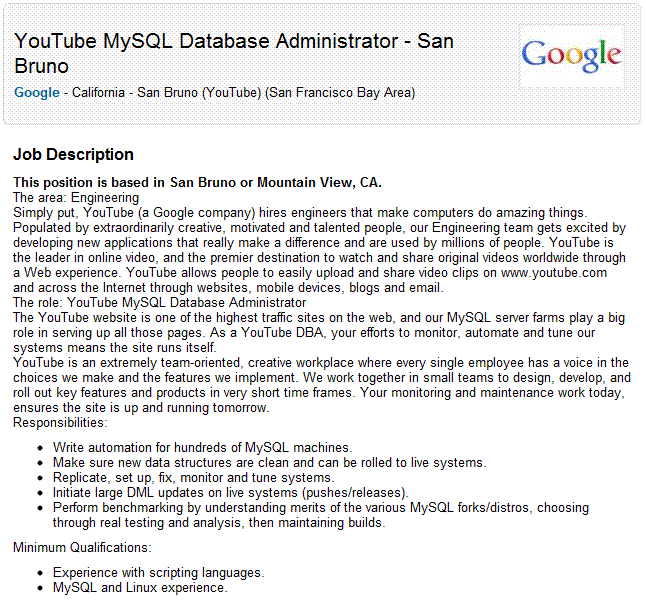 YouTube MySQL Database Administrator - San
Bruno
Google
Google - California - San Bruno (YouTube) (San Francisco Bay Area)
Job Description
This position is based in San Bruno or Mountain View, CA.
The area: Engineering
Simply put, YouTube (a Google company) hires engineers that make computers do amazing things.
Populated by extraordinarily creative, motivated and talented people, our Engineering team gets excited by
developing new applications that really make a difference and are used by millions of people. YouTube is
the leader in online video, and the premier destination to watch and share original videos worldwide through
a Web experience. YouTube allows people to easily upload and share video clips on www.youtube.com
and across the Internet through websites, mobile devices, blogs and email.
The role: YouTube MySQL Database Administrator
The YouTube website is one of the highest traffic sites on the web, and our MySQL server farms play a big
role in serving up all those pages. As a YouTube DBA, your efforts to monitor, automate and tune our
systems means the site runs itself.
YouTube is an extremely team-oriented, creative workplace where every single employee has a voice in the
choices we make and the features we implement. We work together in small teams to design, develop, and
roll out key features and products in very short time frames. Your monitoring and maintenance work today,
ensures the site is up and running tomorrow.
Responsibilities:
• Write automation for hundreds of MySQL machines.
• Make sure new data structures are clean and can be rolled to live systems.
• Replicate, set up, fix, monitor and tune systems.
• Initiate large DML updates on live systems (pushes/releases).
• Perform benchmarking by understanding merits of the various MySQL forks/distros, choosing
through real testing and analysis, then maintaining builds.
Minimum Qualifications:
• Experience with scripting languages.
• MySQL and Linux experience.